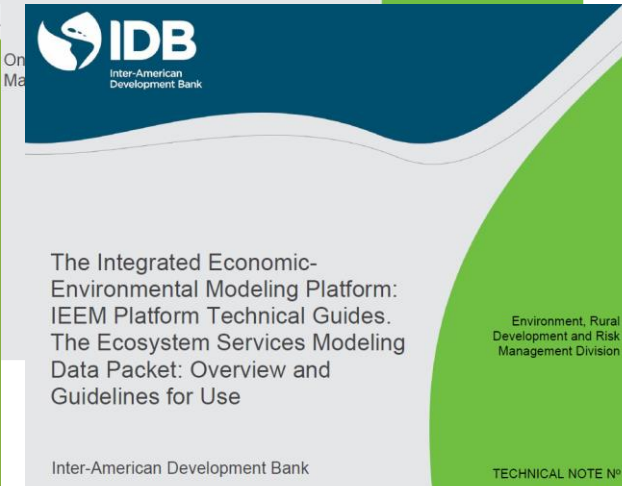 On
Ma
IDB
Inter-American
Development Bank
The Integrated Economic-
Environmental Modeling Platform:
IEEM Platform Technical Guides.
The Ecosystem Services Modeling
Data Packet: Overview and
Guidelines for Use
Environment, Rural
Development and Risk
Management Division
Inter-American Development Bank
TECHNICAL NOTE Nº